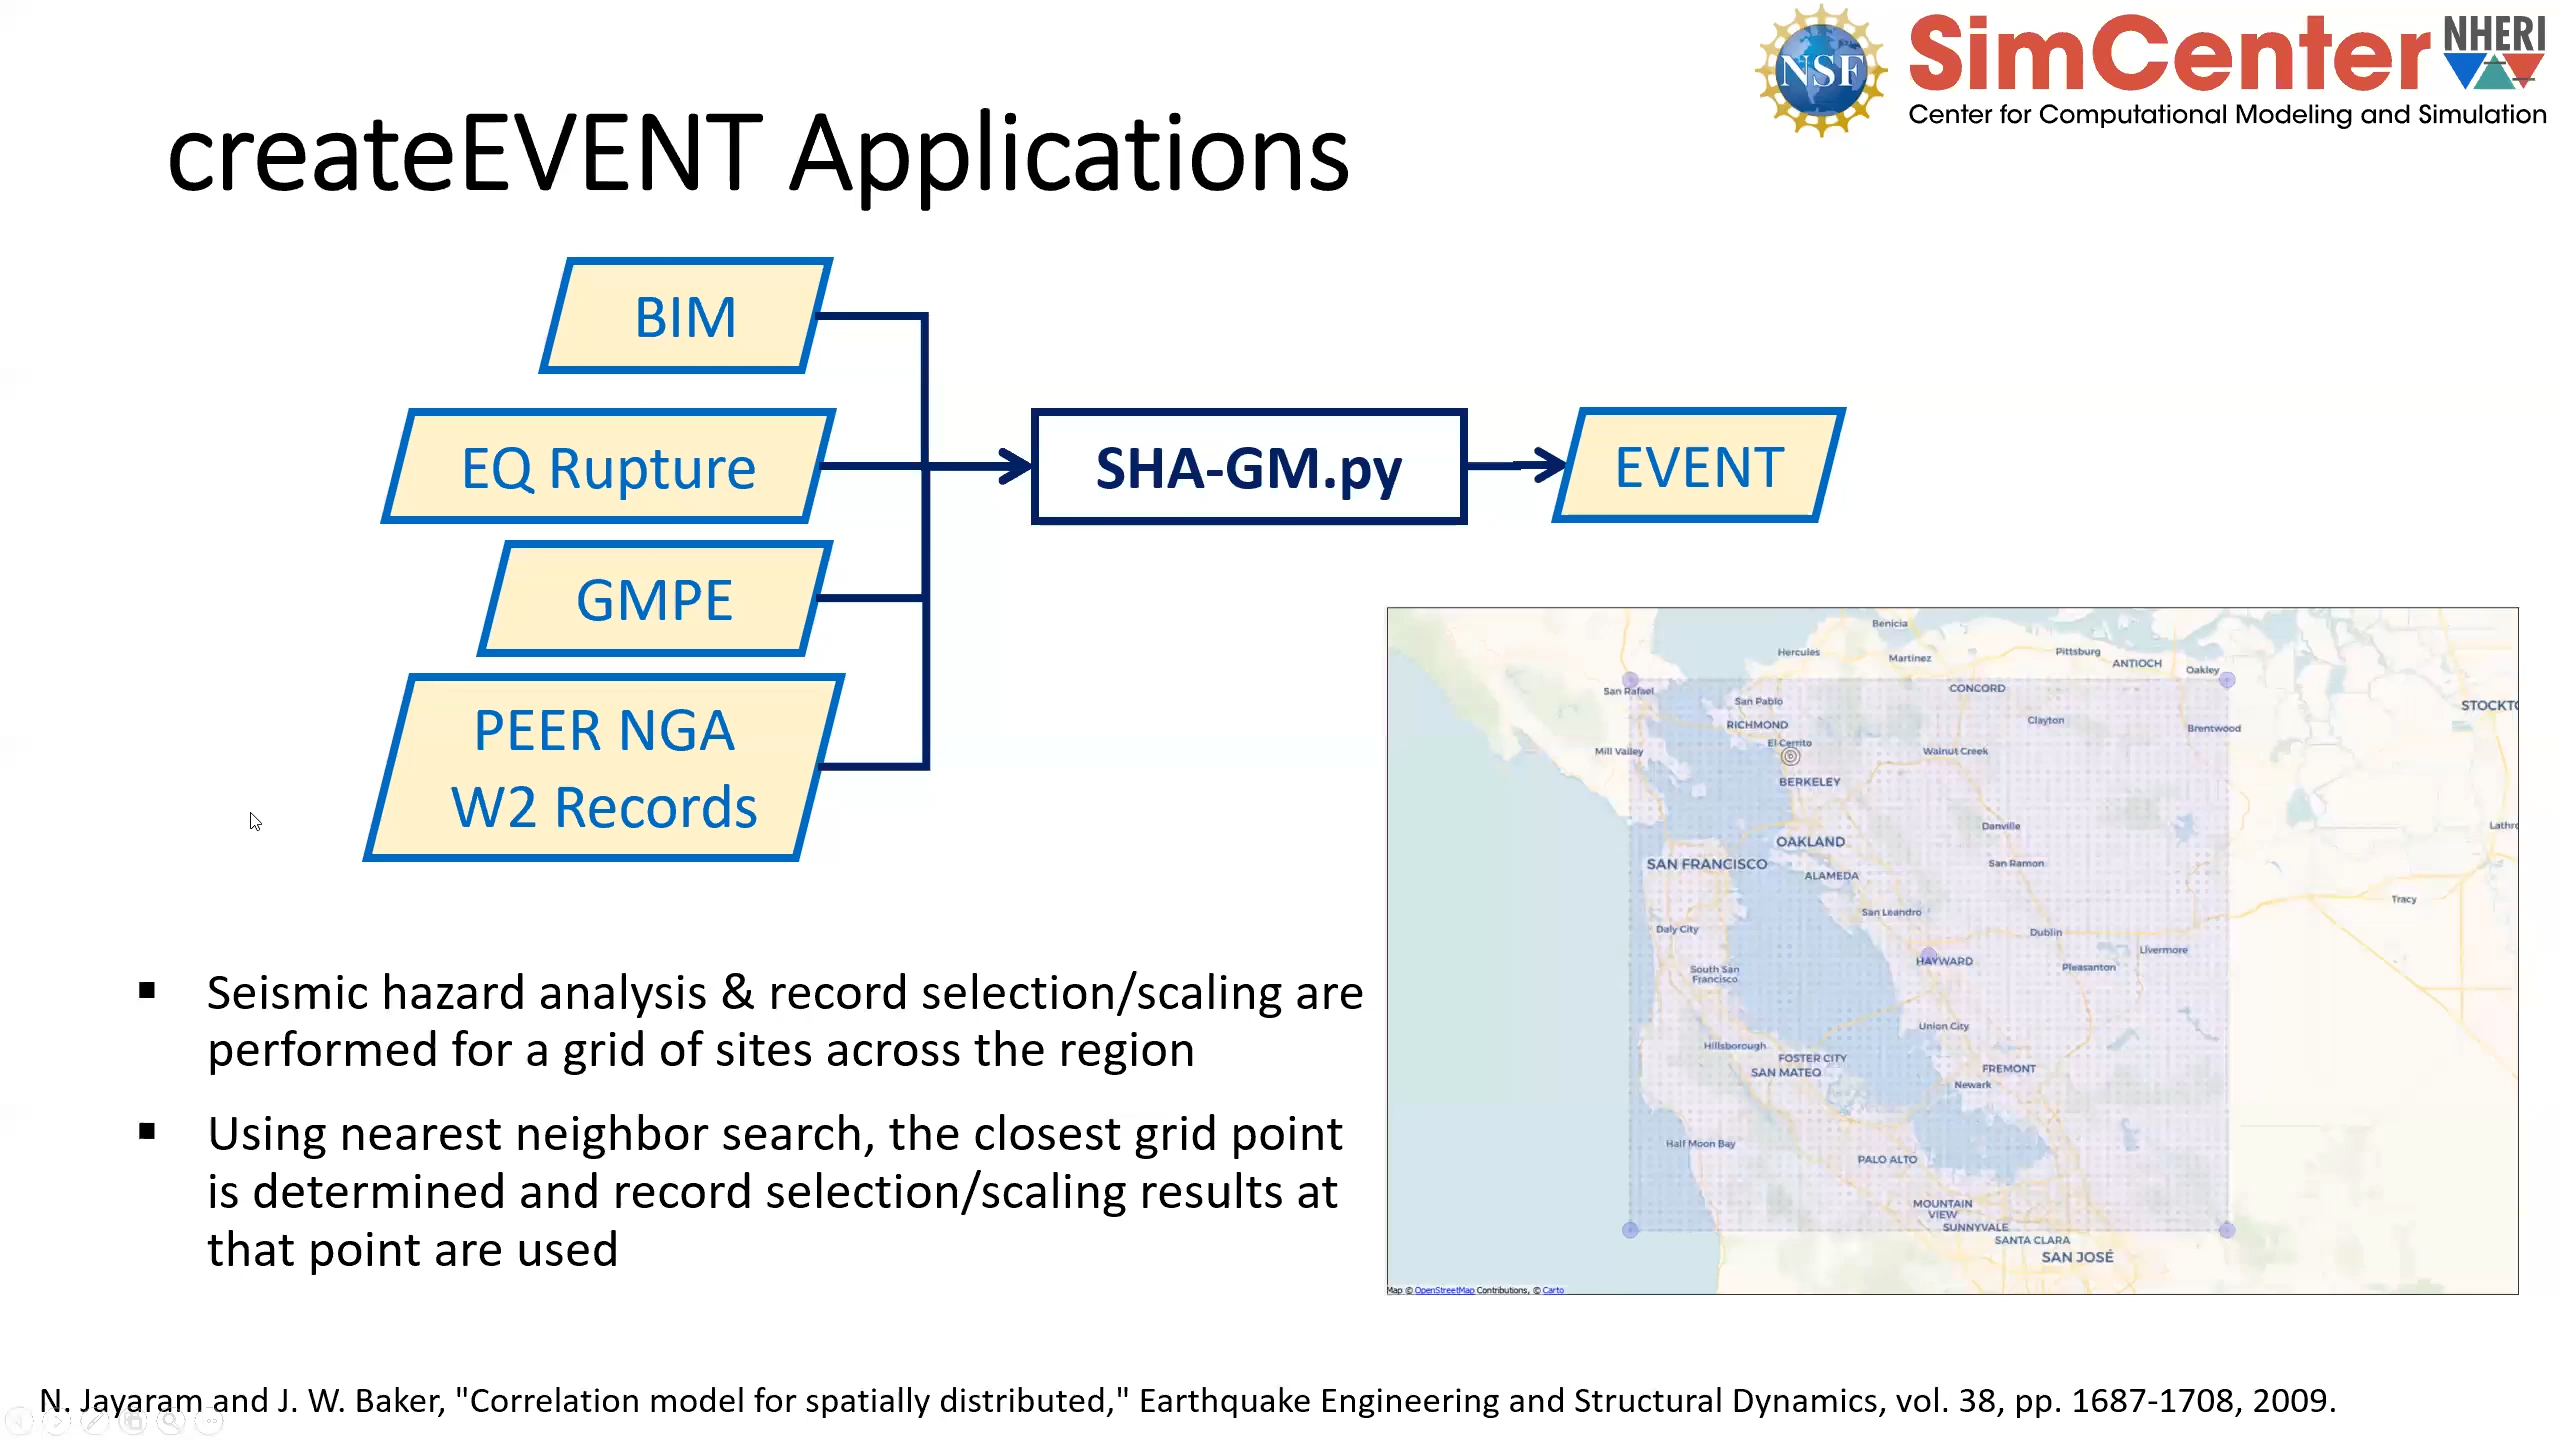 NSF
SimCenter
NHERI
Center for Computational Modeling and Simulation
createEVENT Applications
BIM
EQ Rupture
SHA-GM.py
EVENT
GMPE
PEER NGA
W2 Records
Seismic hazard analysis & record selection/scaling are
performed for a grid of sites across the region
Using nearest neighbor search, the closest grid point
is determined and record selection/scaling results at
that point are used
Benicia
Hercules
Martinez
Pittsburg
ANTIOCH
Oakley
San Rafael
CONCORD
San Pablo
STOCKTO
RICHMOND
Clayton
Brentwood
El Cerrito
Mill Valley
Walnut Creek
BERKELEY
Danville
Lathro
OAKLAND
SAN FRANCISCO
San Ramon
ALAMEDA
Tracy
San Leandro
Daly City
Dublin
Livermore
HAYWARD
Pleasanton
South San
Francisco
Union City
Hillsborough
FOSTER CITY
SAN MATEO
FREMONT
Newark
Half Moon Bay
PALO ALTO
MOUNTAIN
VIEW
SUNNYVALE
SANTA CLARA
SAN JOSÉ
Map © OpenStreetMap Contributions, © Carto
N. Jayaram and J. W. Baker, "Correlation model for spatially distributed," Earthquake Engineering and Structural Dynamics, vol. 38, pp. 1687-1708, 2009.